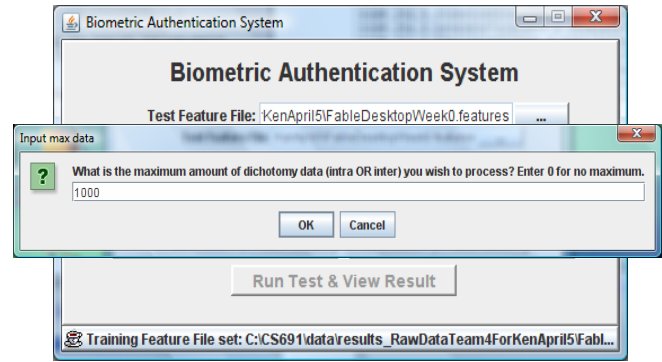 Biometric Authentication System
Biometric Authentication System
Test Feature File: 'KenApril5\FableDesktopWeek0.features ...
Input max data
What is the maximum amount of dichotomy data (intra OR inter) you wish to process? Enter 0 for no maximum.
1000
OK Cancel
Run Test & View Result
Training Feature File set: C:\CS691\data\results_RawDataTeam4ForKenApril5\Fabl...